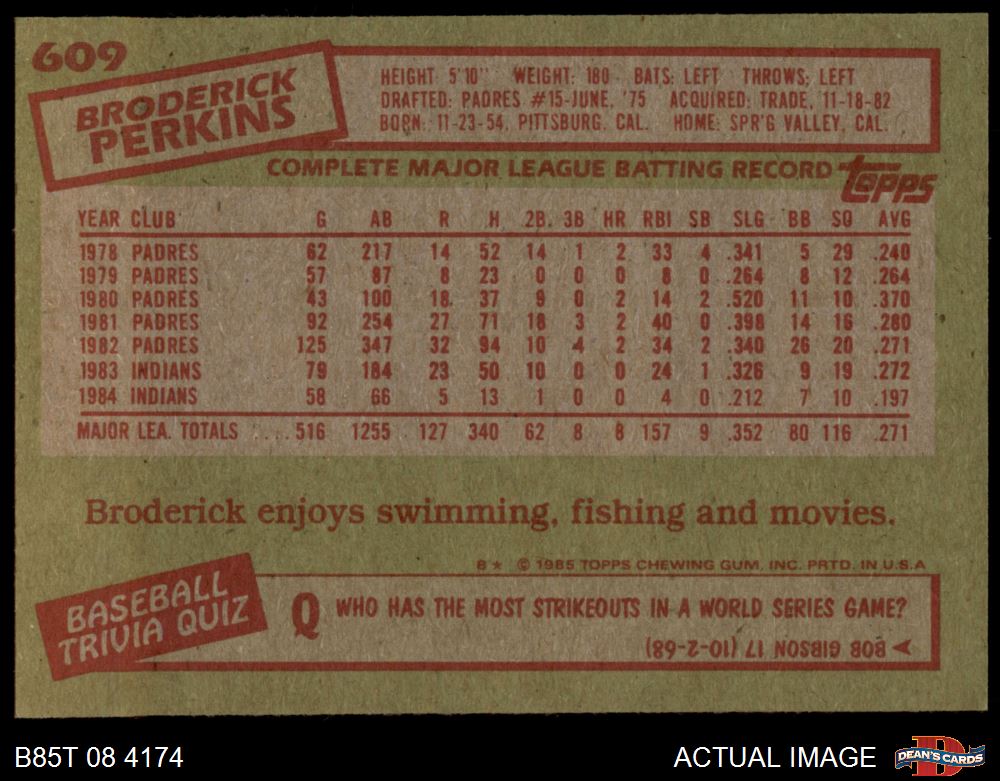 609
BRODERICK
PERKINS
HEIGHT: 5'10" WEIGHT: 180 BATS: LEFT THROWS: LEFT
DRAFTED: PADRES #15-JUNE, '75 ACQUIRED: TRADE, 11-18-82
BORN: 11-23-54, PITTSBURG, CAL. HOME: SPR'G VALLEY, CAL.
COMPLETE MAJOR LEAGUE BATTING RECORD topps
YEAR CLUB G AB R H 2B. 3B HR RBI SB SLG BB SO AVG
1978 PADRES 62 217 14 52 14 1 2 33 4 .341 5 29 .240
1979 PADRES 57 87 8 23 0 0 0 8 0 .264 8 12 .264
1980 PADRES 43 100 18 37 9 0 2 14 2 .520 11 10 .370
1981 PADRES 92 254 27 71 18 3 2 40 0 .398 14 16 .280
1982 PADRES 125 347 32 94 10 4 2 34 2 .340 26 20 .271
1983 INDIANS 79 184 23 50 10 0 0 24 1 .326 9 19 .272
1984 INDIANS 58 66 5 13 1 0 0 4 0 .212 7 10 .197
MAJOR LEA. TOTALS .... 516 1255 127 340 62 8 8 157 9 .352 80 116 .271
Broderick enjoys swimming, fishing and movies.
8★ © 1985 TOPPS CHEWING GUM, INC. PRTD. IN U.S.A
BASEBALL
TRIVIA QUIZ
Q WHO HAS THE MOST STRIKEOUTS IN A WORLD SERIES GAME?
➤ BOB GIBSON 17 (10-2-68)
B85T 08 4174
ACTUAL IMAGE
D
DEAN'S CARDS